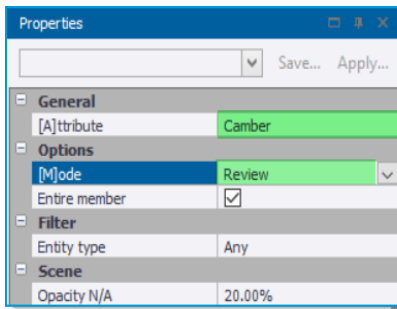 Properties
Save... Apply...
General
[A]ttribute Camber
Options
[M]ode Review
Entire member
Filter
Entity type Any
Scene
Opacity N/A 20.00%